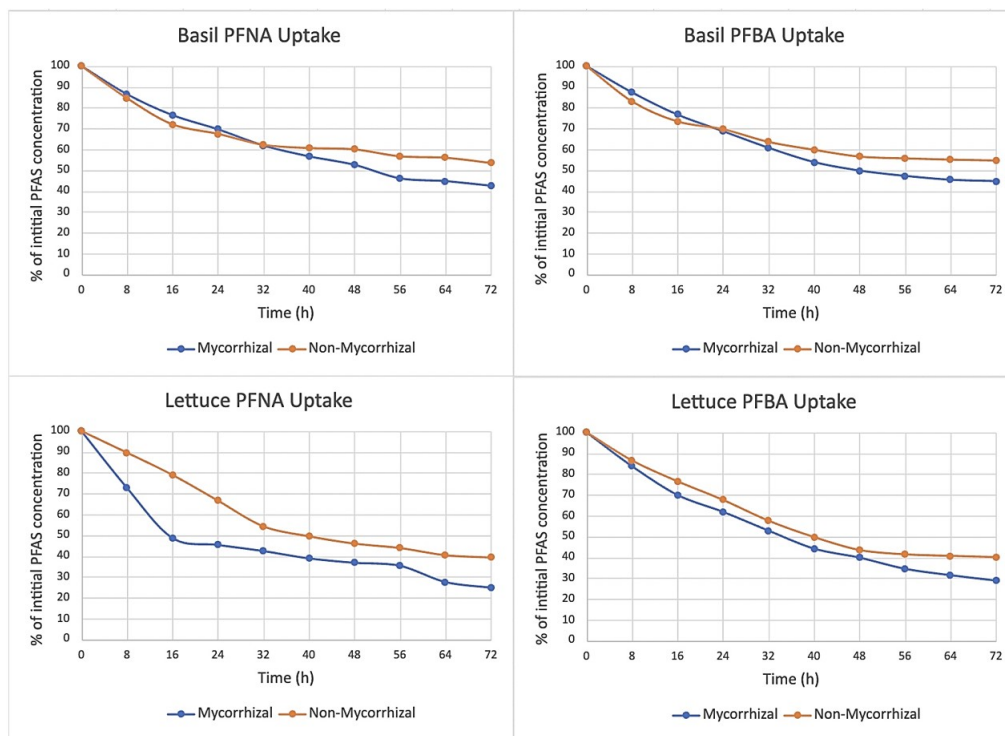 Basil PFNA Uptake
% of intitial PFAS concentration
100
90
80
70
60
50
40
30
20
10
0
0 8 16 24 32 40 48 56 64 72
Time (h)
Mycorrhizal Non-Mycorrhizal
Basil PFBA Uptake
% of intitial PFAS concentration
100
90
80
70
60
50
40
30
20
10
0
0 8 16 24 32 40 48 56 64 72
Time (h)
Mycorrhizal Non-Mycorrhizal
Lettuce PFNA Uptake
% of intitial PFAS concentration
100
90
80
70
60
50
40
30
20
10
0
0 8 16 24 32 40 48 56 64 72
Time (h)
Mycorrhizal Non-Mycorrhizal
Lettuce PFBA Uptake
% of intitial PFAS concentration
100
90
80
70
60
50
40
30
20
10
0
0 8 16 24 32 40 48 56 64 72
Time (h)
Mycorrhizal Non-Mycorrhizal